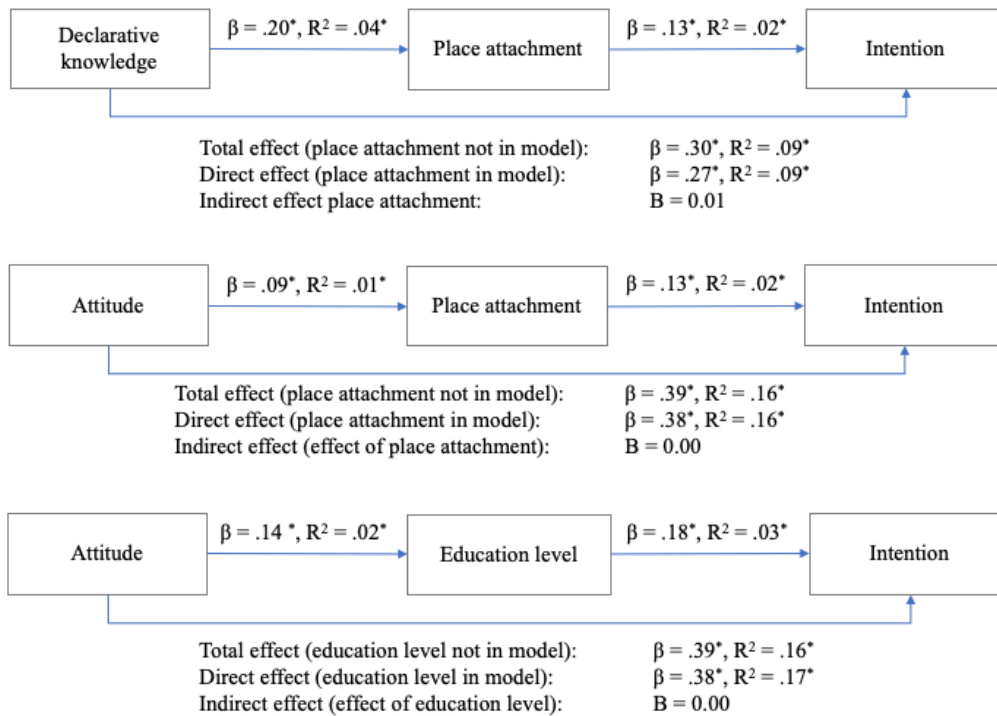 β = .20*, R² = .04*
β = .13*, R² = .02*
Declarative
knowledge
Place attachment
Intention
Total effect (place attachment not in model): β = .30*, R² = .09*
Direct effect (place attachment in model): β = .27*, R² = .09*
Indirect effect place attachment: B = 0.01
β = .09*, R² = .01*
β = .13*, R² = .02*
Attitude
Place attachment
Intention
Total effect (place attachment not in model): β = .39*, R² = .16*
Direct effect (place attachment in model): β = .38*, R² = .16*
Indirect effect (effect of place attachment): B = 0.00
β = .14 *, R² = .02*
β = .18*, R² = .03*
Attitude
Education level
Intention
Total effect (education level not in model): β = .39*, R² = .16*
Direct effect (education level in model): β = .38*, R² = .17*
Indirect effect (effect of education level): B = 0.00